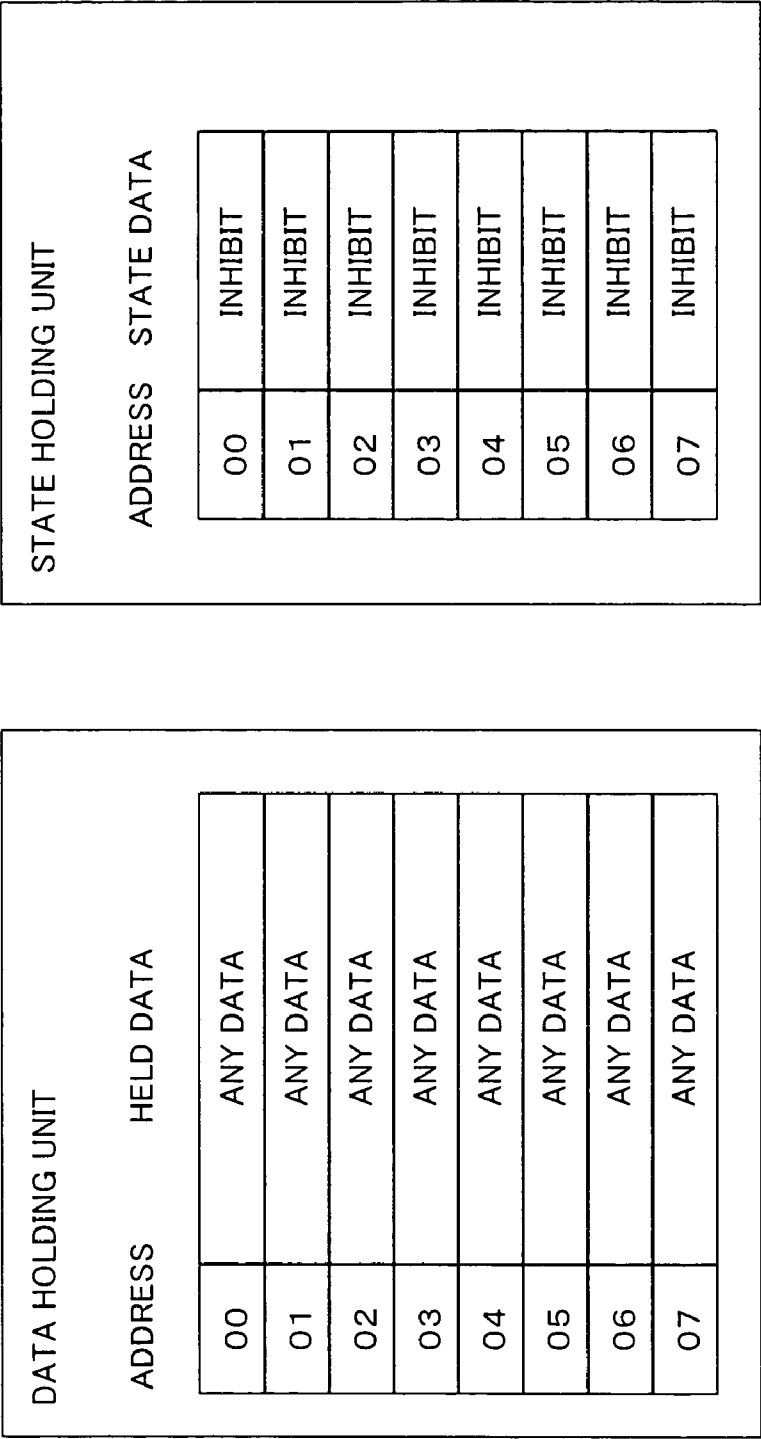 DATA HOLDING UNIT
ADDRESS HELD DATA
00 ANY DATA
01 ANY DATA
02 ANY DATA
03 ANY DATA
04 ANY DATA
05 ANY DATA
06 ANY DATA
07 ANY DATA
STATE HOLDING UNIT
ADDRESS STATE DATA
00 INHIBIT
01 INHIBIT
02 INHIBIT
03 INHIBIT
04 INHIBIT
05 INHIBIT
06 INHIBIT
07 INHIBIT